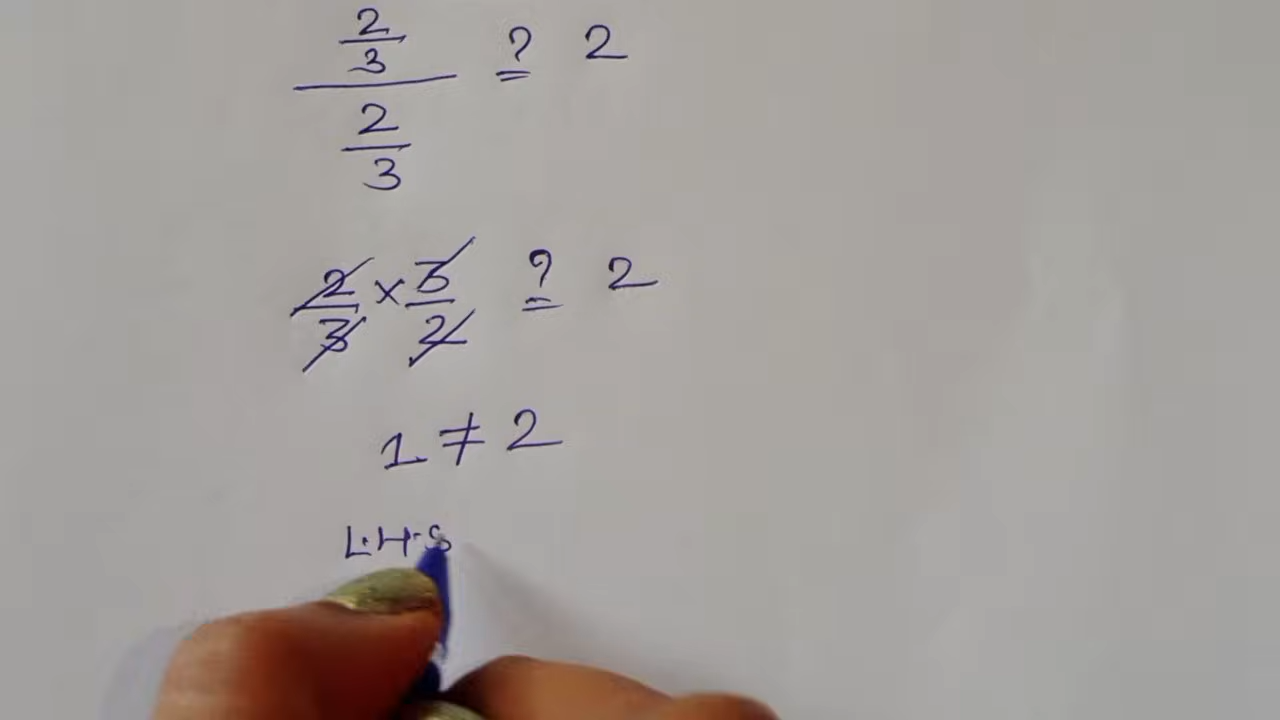 2/3 / 2/3 ≟ 2
2/3 × 3/2 ≟ 2
1 ≠ 2
L.H.S